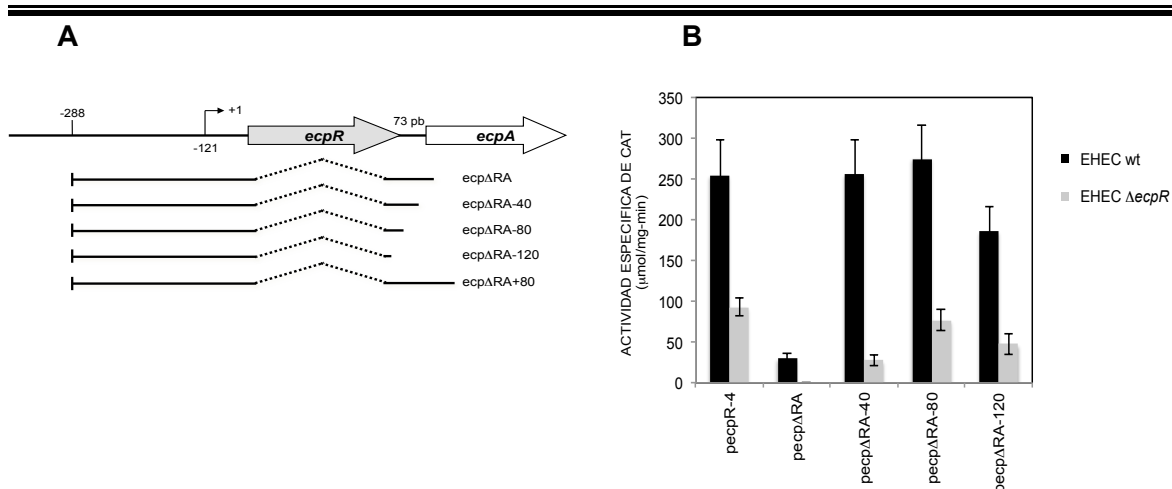 A
-288
+1
-121
ecpR
73 pb
ecpA
ecpΔRA
ecpΔRA-40
ecpΔRA-80
ecpΔRA-120
ecpΔRA+80
B
ACTIVIDAD ESPECIFICA DE CAT
(µmol/mg-min)
350
300
250
200
150
100
50
0
pecpR-4
pecpΔRA
pecpΔRA-40
pecpΔRA-80
pecpΔRA-120
EHEC wt
EHEC ΔecpR